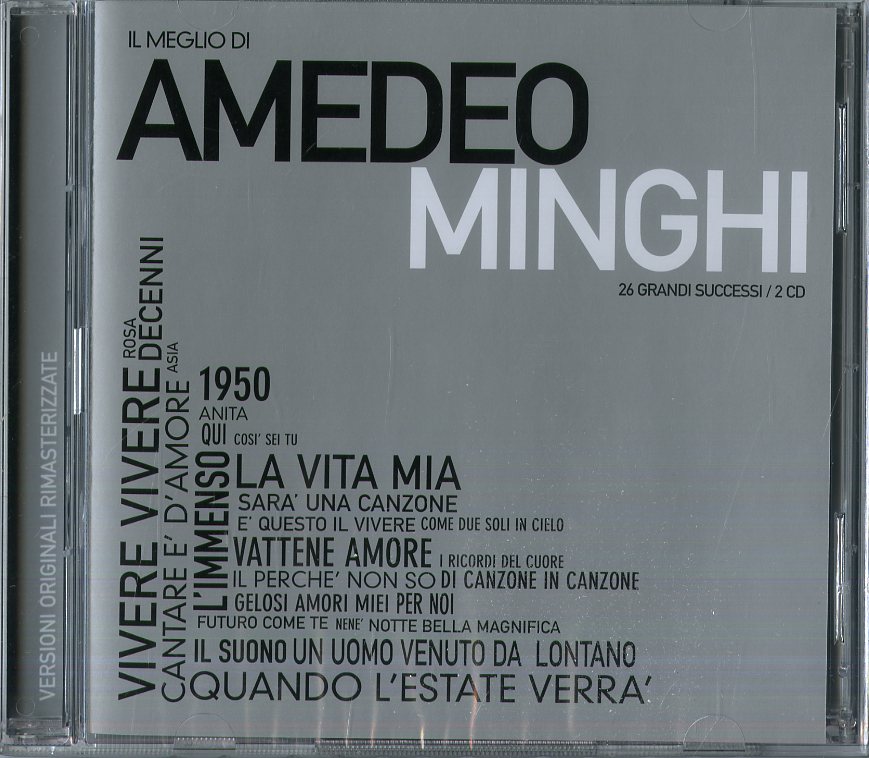 IL MEGLIO DI
AMEDEO
MINGHI
26 GRANDI SUCCESSI / 2 CD
VERSIONI ORIGINALI RIMASTERIZZATE
VIVERE VIVERE
ROSA
DECENNI
CANTARE E' D'AMORE
ASIA
L'IMMENSO
1950
ANITA
QUI COSI' SEI TU
LA VITA MIA
SARA' UNA CANZONE
E' QUESTO IL VIVERE COME DUE SOLI IN CIELO
VATTENE AMORE I RICORDI DEL CUORE
IL PERCHE' NON SO DI CANZONE IN CANZONE
GELOSI AMORI MIEI PER NOI
FUTURO COME TE NENE' NOTTE BELLA MAGNIFICA
IL SUONO UN UOMO VENUTO DA LONTANO
QUANDO L'ESTATE VERRA'